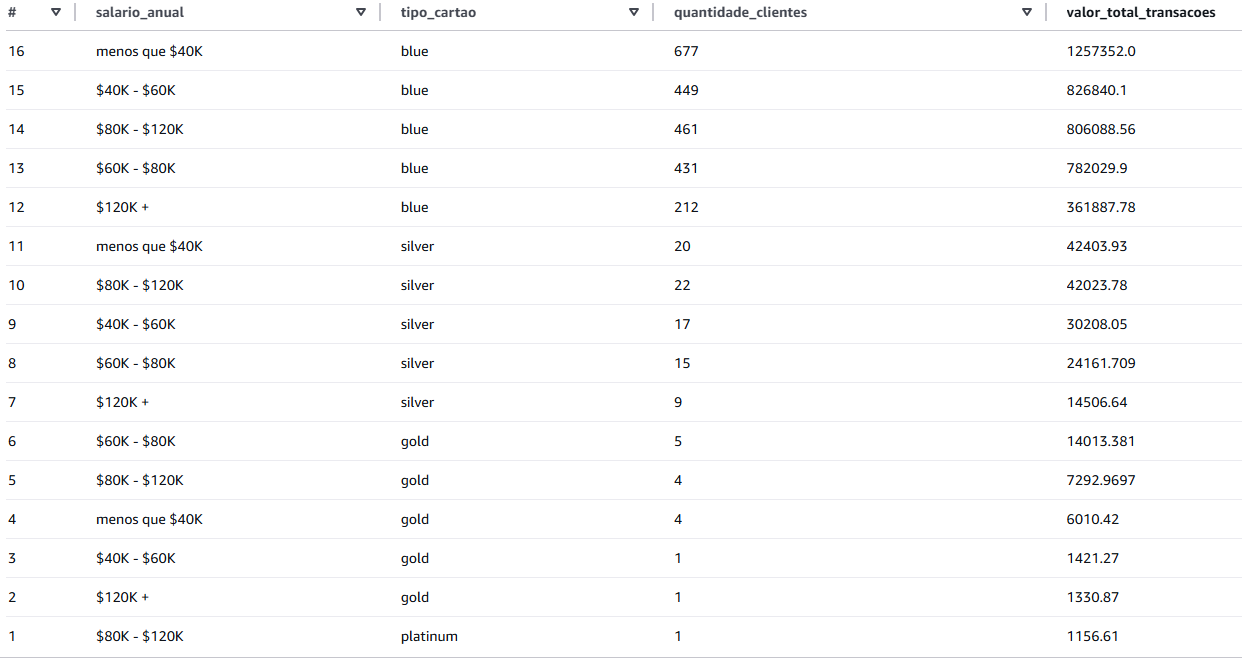 # salario_anual tipo_cartao quantidade_clientes valor_total_transacoes
16 menos que $40K blue 677 1257352.0
15 $40K - $60K blue 449 826840.1
14 $80K - $120K blue 461 806088.56
13 $60K - $80K blue 431 782029.9
12 $120K + blue 212 361887.78
11 menos que $40K silver 20 42403.93
10 $80K - $120K silver 22 42023.78
9 $40K - $60K silver 17 30208.05
8 $60K - $80K silver 15 24161.709
7 $120K + silver 9 14506.64
6 $60K - $80K gold 5 14013.381
5 $80K - $120K gold 4 7292.9697
4 menos que $40K gold 4 6010.42
3 $40K - $60K gold 1 1421.27
2 $120K + gold 1 1330.87
1 $80K - $120K platinum 1 1156.61